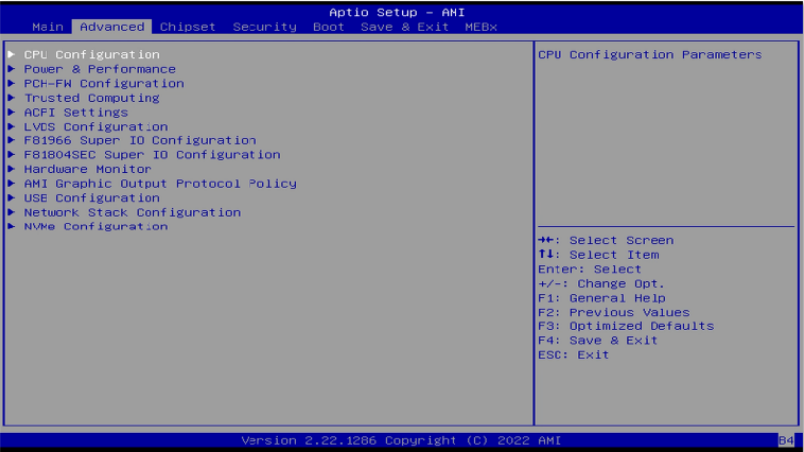 Aptio Setup - AMI
Main Advanced Chipset Security Boot Save & Exit MEBx
▶ CPU Configuration
▶ Power & Performance
▶ PCH-FW Configuration
▶ Trusted Computing
▶ ACPI Settings
▶ LVDS Configuration
▶ F81966 Super IO Configuration
▶ F81804SEC Super IO Configuration
▶ Hardware Monitor
▶ AMI Graphic Output Protocol Policy
▶ USB Configuration
▶ Network Stack Configuration
▶ NVMe Configuration
CPU Configuration Parameters
→←: Select Screen
↑↓: Select Item
Enter: Select
+/-: Change Opt.
F1: General Help
F2: Previous Values
F3: Optimized Defaults
F4: Save & Exit
ESC: Exit
Version 2.22.1286 Copyright (C) 2022 AMI
B4